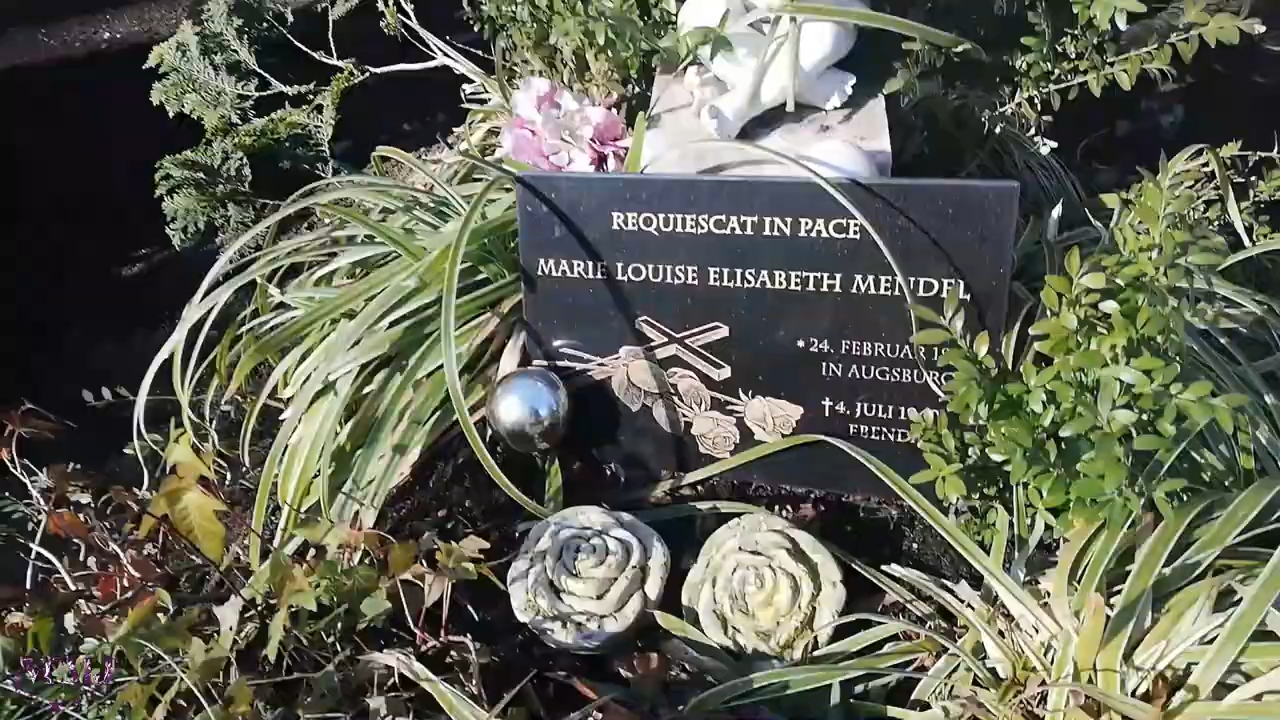 REQUIESCAT IN PACE
MARIE LOUISE ELISABETH MENDEL
*24. FEBRUAR
IN AUGSBURG
†4. JULI